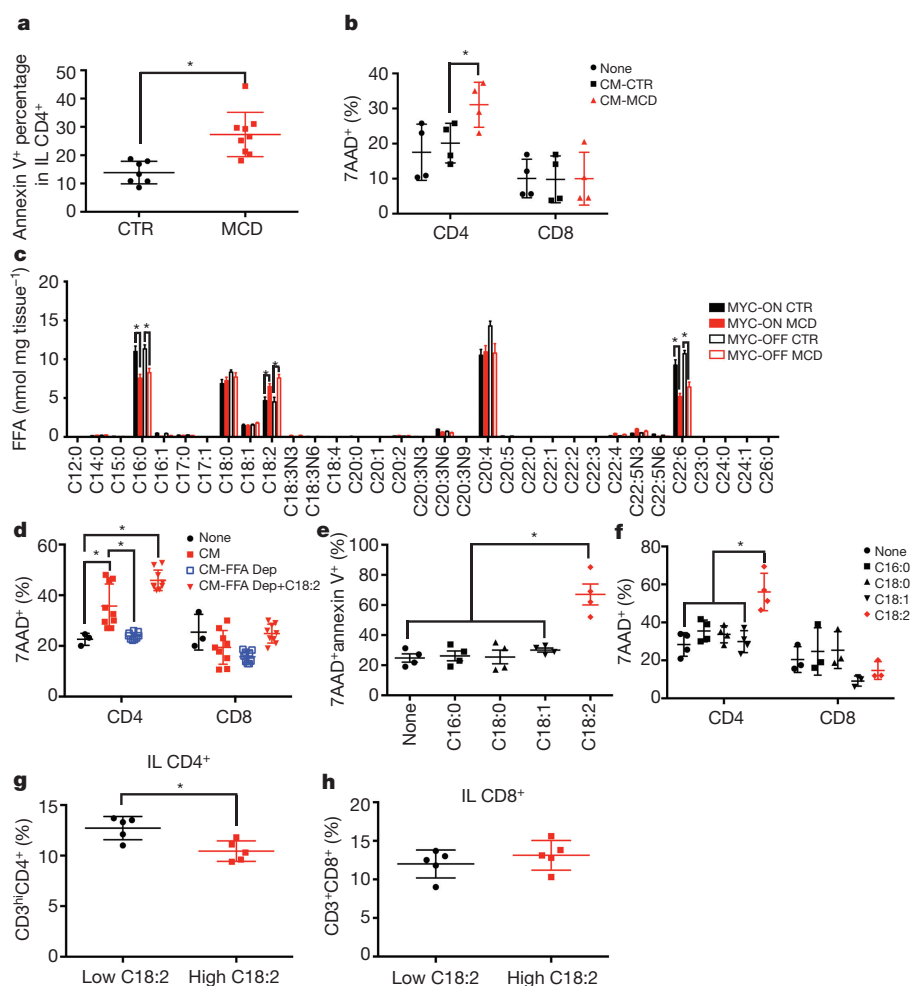 a
Annexin V+ percentage
in IL CD4+
50
40
30
20
10
0
*
CTR
MCD
b
7AAD+ (%)
40
30
20
10
0
*
None
CM-CTR
CM-MCD
CD4
CD8
c
FFA (nmol mg tissue−1)
20
15
10
5
0
* *
* *
* *
MYC-ON CTR
MYC-ON MCD
MYC-OFF CTR
MYC-OFF MCD
C12:0
C14:0
C15:0
C16:0
C16:1
C17:0
C17:1
C18:0
C18:1
C18:2
C18:3N3
C18:3N6
C18:4
C20:0
C20:1
C20:2
C20:3N3
C20:3N6
C20:3N9
C20:4
C20:5
C22:0
C22:1
C22:2
C22:3
C22:4
C22:5N3
C22:5N6
C22:6
C23:0
C24:0
C24:1
C26:0
d
7AAD+ (%)
60
40
20
0
*
* *
None
CM
CM-FFA Dep
CM-FFA Dep+C18:2
CD4
CD8
e
7AAD+annexin V+ (%)
100
80
60
40
20
0
*
None
C16:0
C18:0
C18:1
C18:2
f
7AAD+ (%)
80
60
40
20
0
*
None
C16:0
C18:0
C18:1
C18:2
CD4
CD8
g
IL CD4+
CD3hiCD4+ (%)
15
10
5
0
*
Low C18:2
High C18:2
h
IL CD8+
CD3+CD8+ (%)
20
15
10
5
0
Low C18:2
High C18:2